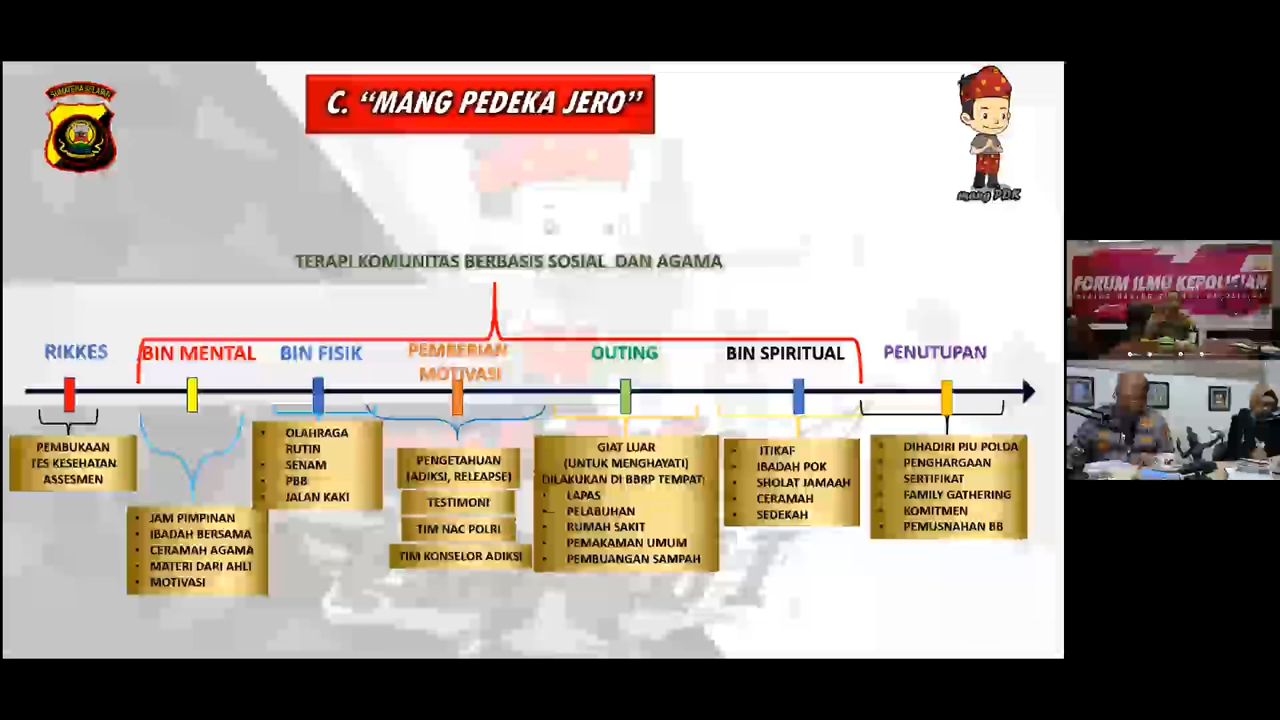 SUMATERA SELATAN
C. “MANG PEDEKA JERO”
mang PDK
TERAPI KOMUNITAS BERBASIS SOSIAL DAN AGAMA
RIKKES
BIN MENTAL
BIN FISIK
PEMBERIAN
MOTIVASI
OUTING
BIN SPIRITUAL
PENUTUPAN
PEMBUKAAN
TES KESEHATAN
ASSESMEN
• JAM PIMPINAN
• IBADAH BERSAMA
• CERAMAH AGAMA
• MATERI DARI AHLI
• MOTIVASI
• OLAHRAGA
RUTIN
• SENAM
• PBB
• JALAN KAKI
PENGETAHUAN
(ADIKSI, RELEAPSE)
TESTIMONI
TIM NAC POLRI
TIM KONSELOR ADIKSI
GIAT LUAR
(UNTUK MENGHAYATI)
DILAKUKAN DI BBRP TEMPAT:
• LAPAS
• PELABUHAN
• RUMAH SAKIT
• PEMAKAMAN UMUM
• PEMBUANGAN SAMPAH
• ITIKAF
• IBADAH POK
• SHOLAT JAMAAH
• CERAMAH
• SEDEKAH
• DIHADIRI PJU POLDA
• PENGHARGAAN
• SERTIFIKAT
• FAMILY GATHERING
• KOMITMEN
• PEMUSNAHAN BB
FORUM ILMU KEPOLISIAN